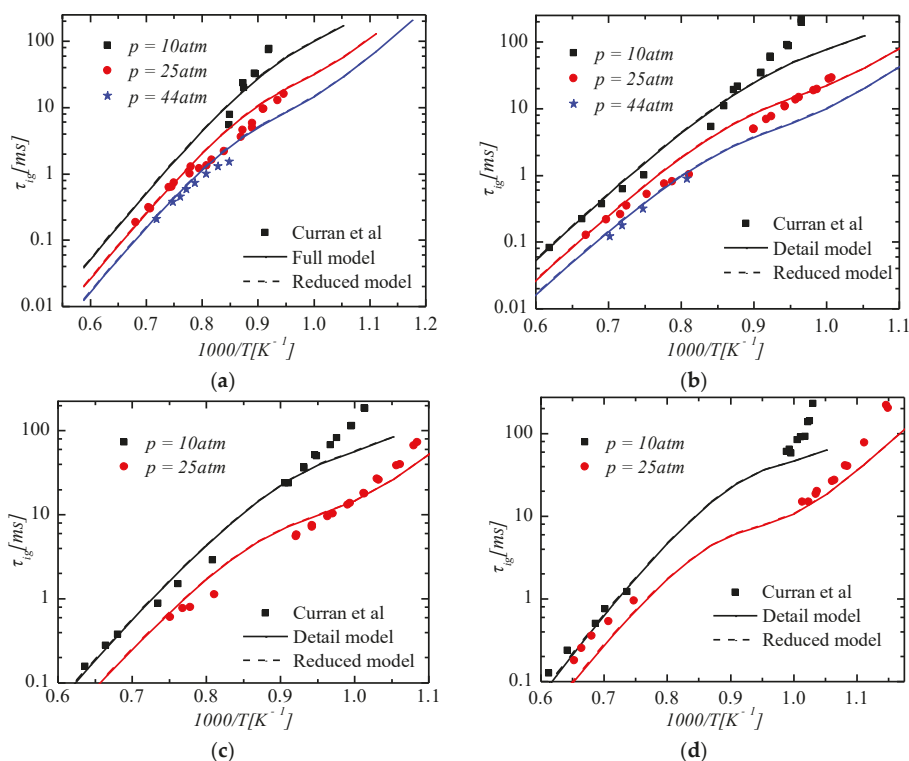 100
10
1
0.1
0.01
τig[ms]
p = 10atm
p = 25atm
p = 44atm
Curran et al
Full model
Reduced model
0.6 0.7 0.8 0.9 1.0 1.1 1.2
1000/T[K⁻¹]
(a)
100
10
1
0.1
0.01
τig[ms]
p = 10atm
p = 25atm
p = 44atm
Curran et al
Detail model
Reduced model
0.6 0.7 0.8 0.9 1.0 1.1
1000/T[K⁻¹]
(b)
100
10
1
0.1
τig[ms]
p = 10atm
p = 25atm
Curran et al
Detail model
Reduced model
0.6 0.7 0.8 0.9 1.0 1.1
1000/T[K⁻¹]
(c)
100
10
1
0.1
τig[ms]
p = 10atm
p = 25atm
Curran et al
Detail model
Reduced model
0.6 0.7 0.8 0.9 1.0 1.1
1000/T[K⁻¹]
(d)